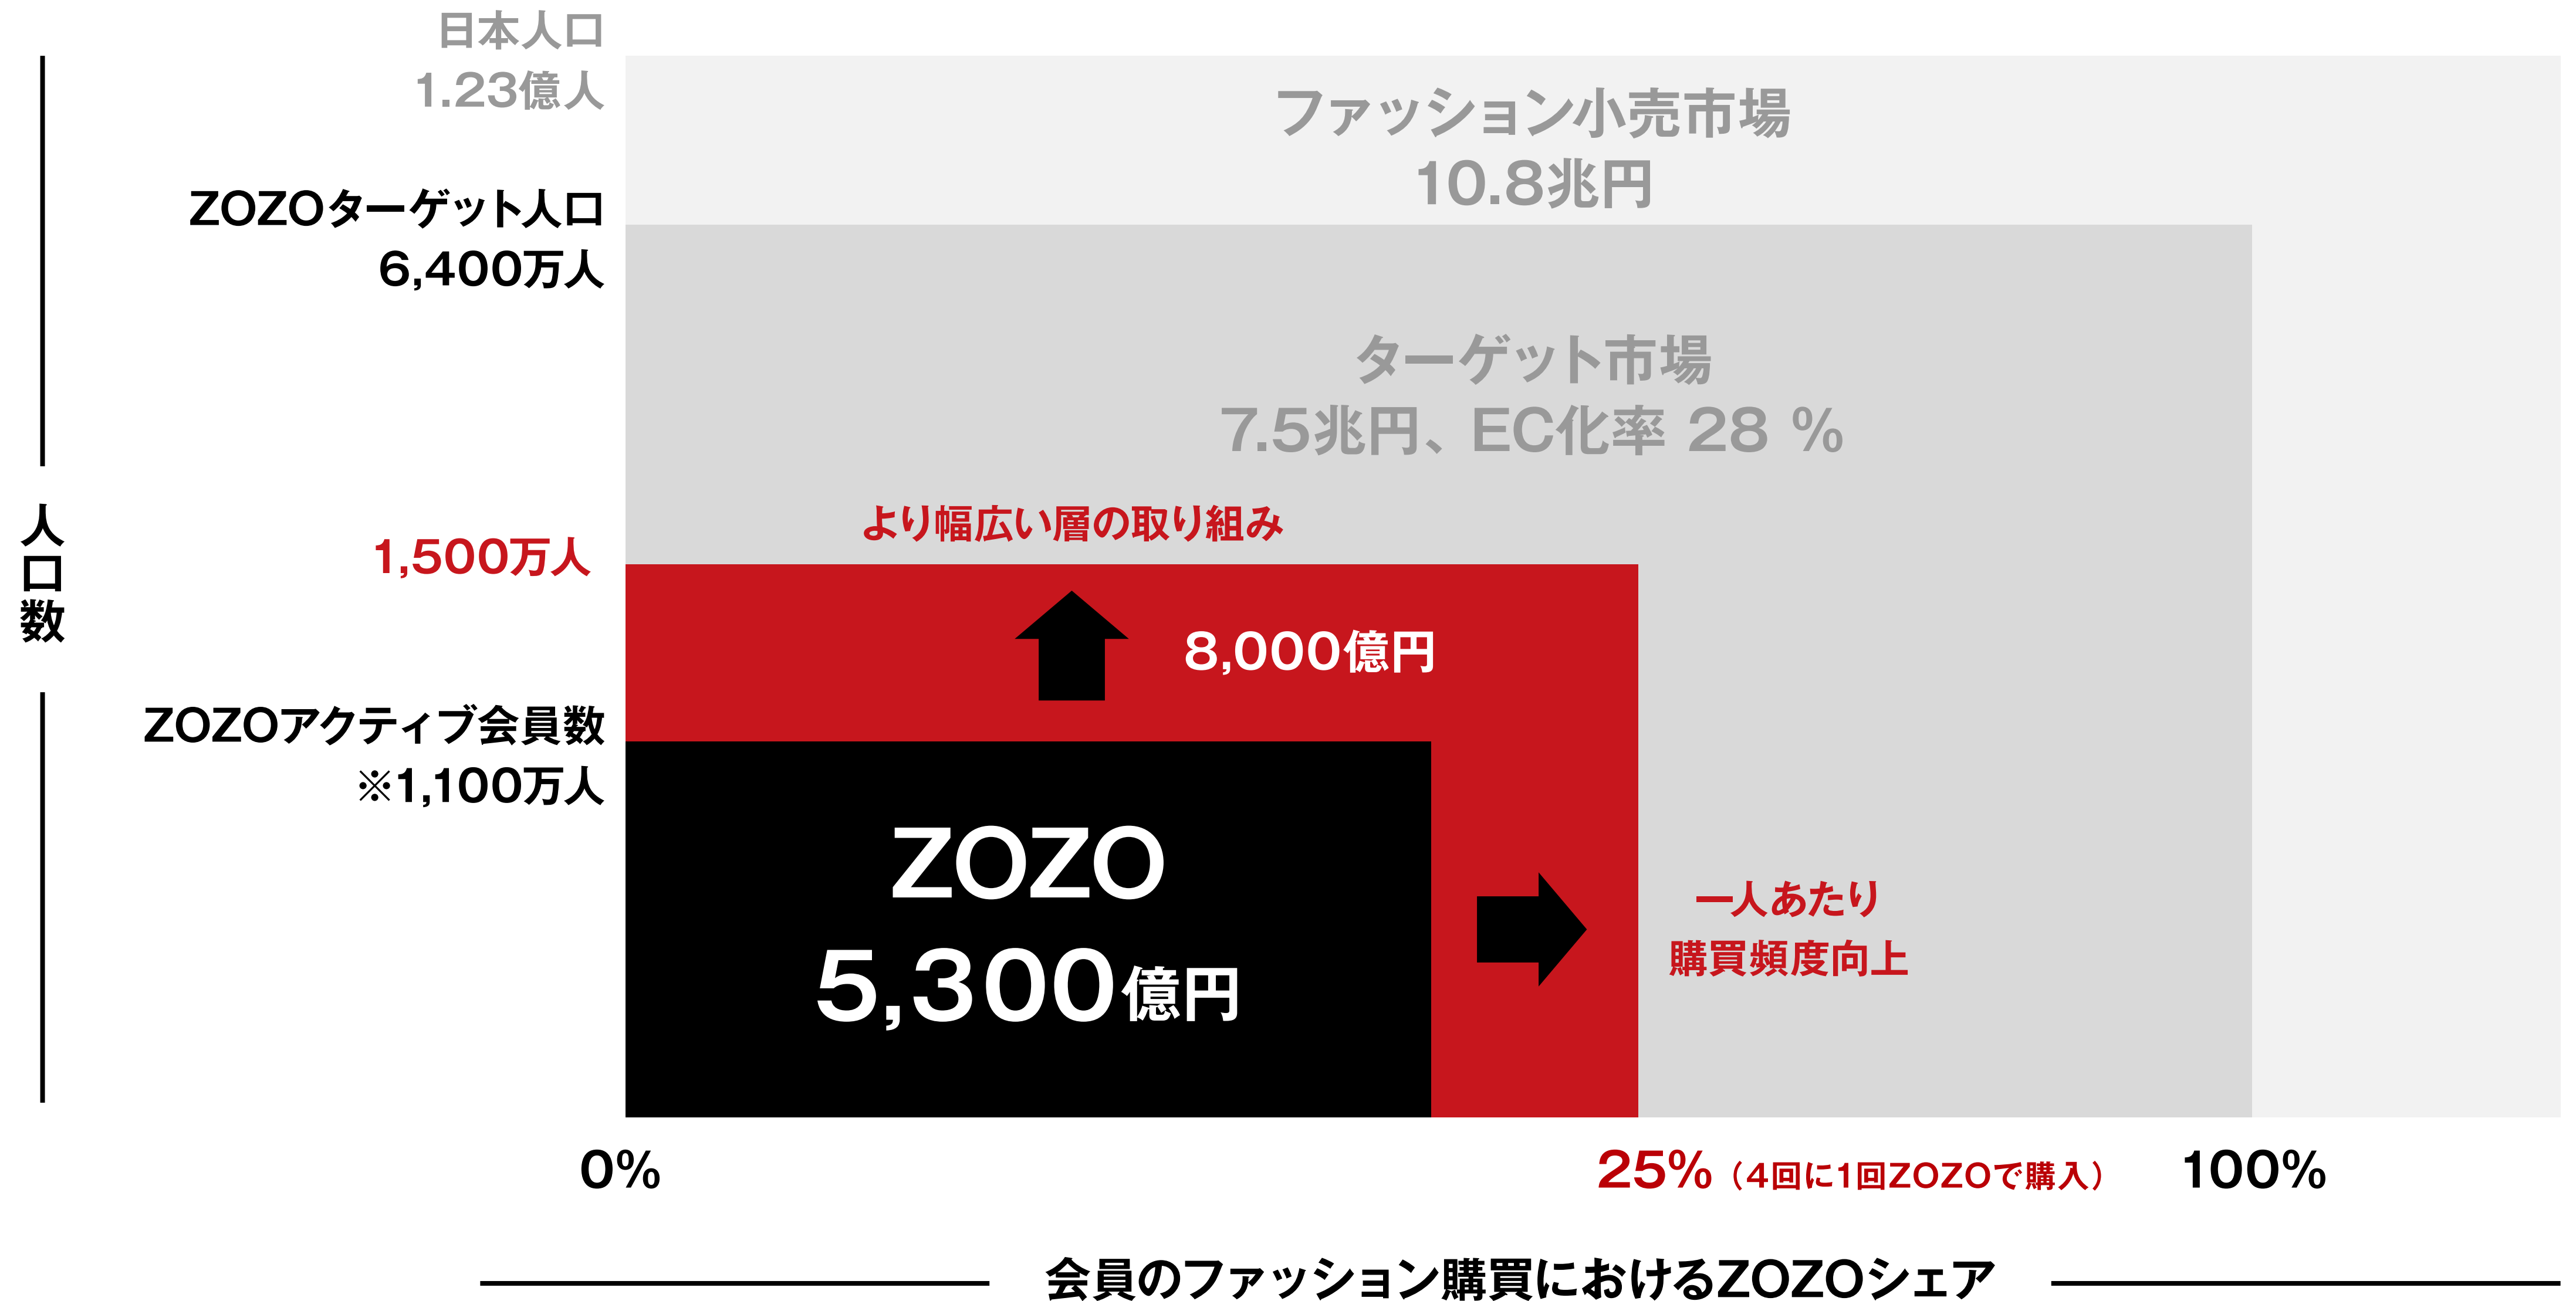 日本人口
1.23億人
ファッション小売市場
10.8兆円
ZOZOターゲット人口
6,400万人
ターゲット市場
7.5兆円、EC化率 28 %
人口数
より幅広い層の取り組み
1,500万人
8,000億円
ZOZOアクティブ会員数
※1,100万人
ZOZO
5,300億円
一人あたり
購買頻度向上
0%
25%（4回に1回ZOZOで購入）
100%
会員のファッション購買におけるZOZOシェア